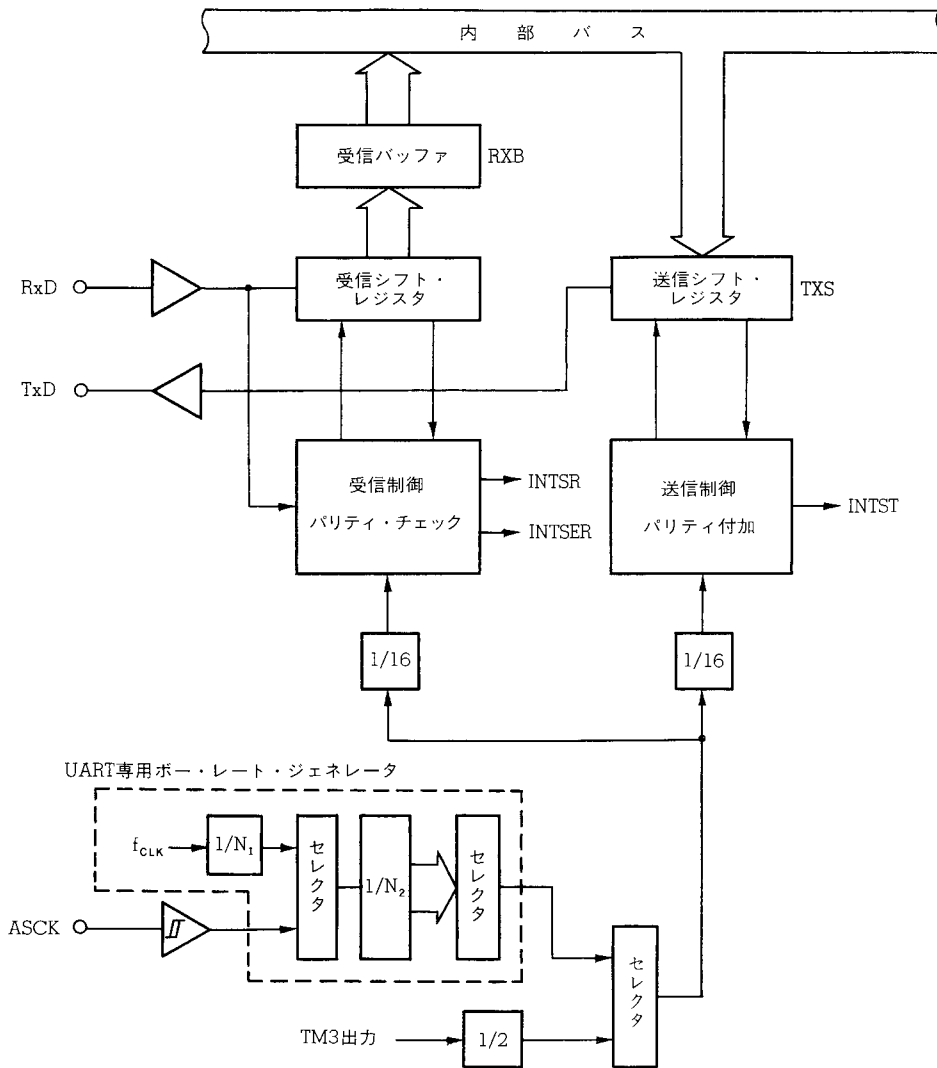 内部バス
受信バッファ
RXB
RxD
受信シフト・
レジスタ
送信シフト・
レジスタ
TXS
TxD
受信制御
パリティ・チェック
INTSR
INTSER
送信制御
パリティ付加
INTST
1/16
1/16
UART専用ボー・レート・ジェネレータ
fCLK
1/N1
セレクタ
1/N2
セレクタ
ASCK
セレクタ
TM3出力
1/2